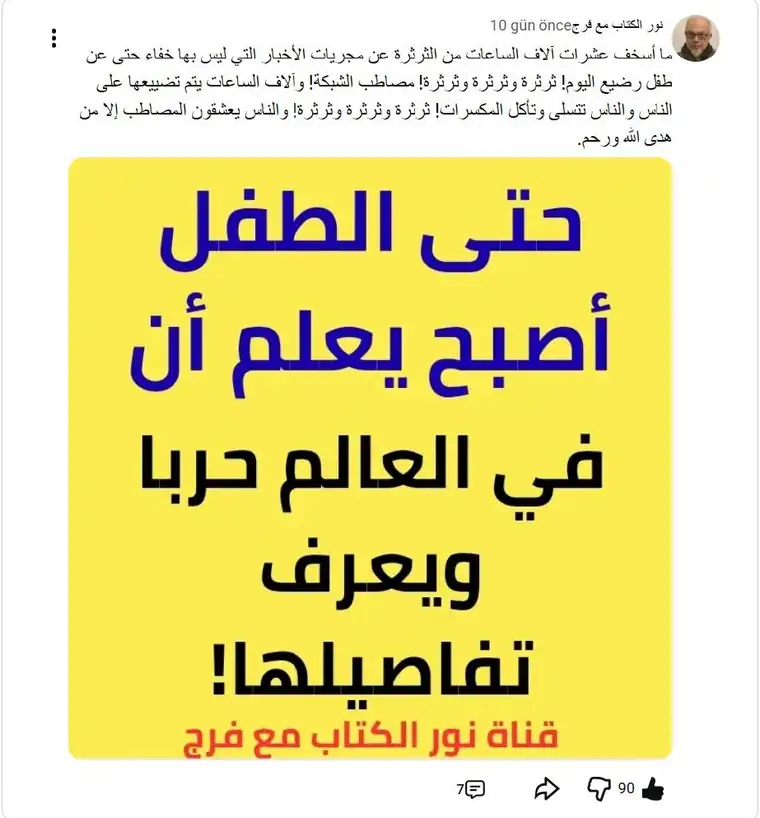 نور الكتاب مع فرج 10 gün önce
ما أسخف عشرات آلاف الساعات من الثرثرة عن مجريات الأخبار التي ليس بها خفاء حتى عن
طفل رضيع اليوم! ثرثرة وثرثرة وثرثرة! مصاطب الشبكة! وآلاف الساعات يتم تضييعها على
الناس والناس تتسلى وتأكل المكسرات! ثرثرة وثرثرة وثرثرة! والناس يعشقون المصاطب إلا من
هدى الله ورحم.
حتى الطفل
أصبح يعلم أن
في العالم حربا
ويعرف
تفاصيلها!
قناة نور الكتاب مع فرج
90
7